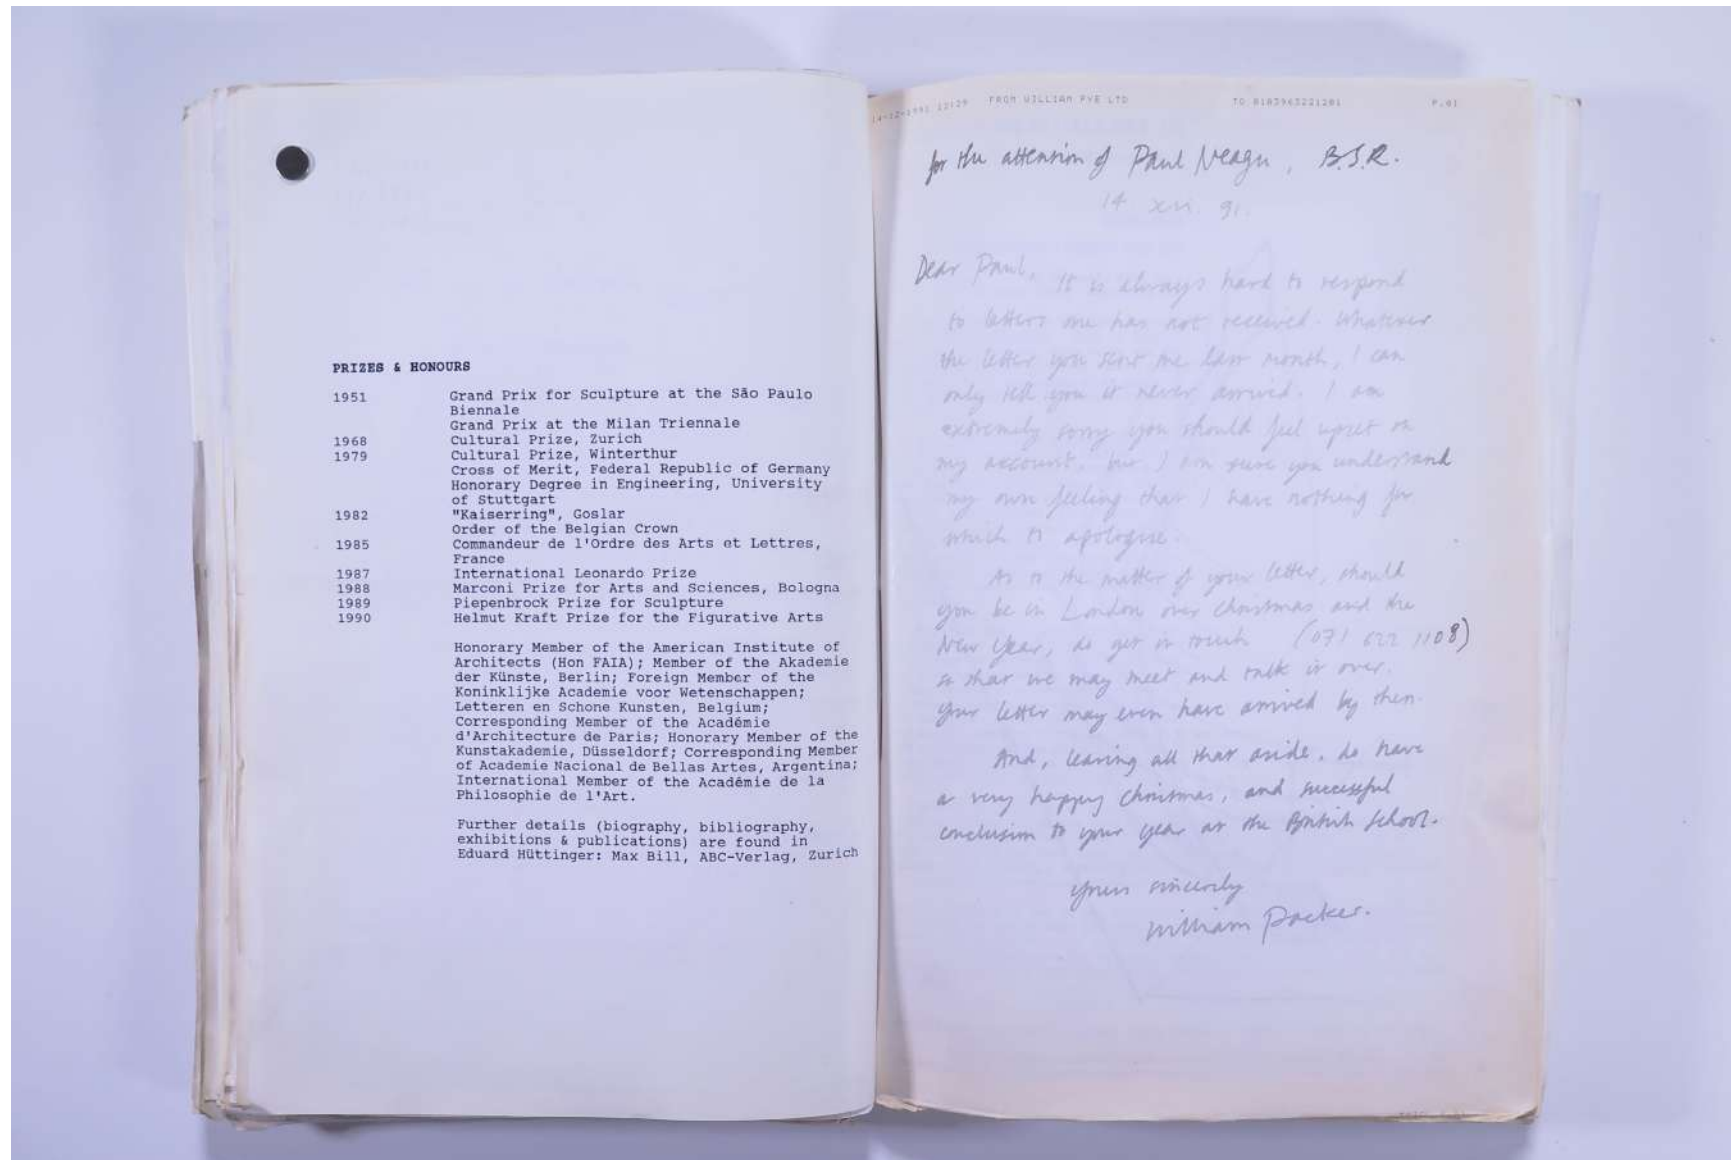 PRIZES & HONOURS
1951 Grand Prix for Sculpture at the São Paulo
Biennale
Grand Prix at the Milan Triennale
1968 Cultural Prize, Zurich
1979 Cultural Prize, Winterthur
Cross of Merit, Federal Republic of Germany
Honorary Degree in Engineering, University
of Stuttgart
1982 "Kaiserring", Goslar
Order of the Belgian Crown
1985 Commandeur de l'Ordre des Arts et Lettres,
France
1987 International Leonardo Prize
1988 Marconi Prize for Arts and Sciences, Bologna
1989 Piepenbrock Prize for Sculpture
1990 Helmut Kraft Prize for the Figurative Arts
Honorary Member of the American Institute of
Architects (Hon FAIA); Member of the Akademie
der Künste, Berlin; Foreign Member of the
Koninklijke Academie voor Wetenschappen;
Letteren en Schone Kunsten, Belgium;
Corresponding Member of the Académie
d'Architecture de Paris; Honorary Member of the
Kunstakademie, Düsseldorf; Corresponding Member
of Academie Nacional de Bellas Artes, Argentina;
International Member of the Académie de la
Philosophie de l'Art.
Further details (biography, bibliography,
exhibitions & publications) are found in
Eduard Hüttinger: Max Bill, ABC-Verlag, Zurich
14-12-1991 12:29 FROM WILLIAM PYE LTD TO 0103963221201 P.01
for the attention of Paul Neagu, B.S.R.
14 xii. 91.
Dear Paul,
It is always hard to respond
to letters one has not received. Whatever
the letter you sent me last month, I can
only tell you it never arrived. I am
extremely sorry you should feel upset on
my account, but I am sure you understand
my own feeling that I have nothing for
which to apologise.
As to the matter of your letter, should
you be in London over Christmas and the
New Year, do get in touch (071 622 1108)
so that we may meet and talk it over.
Your letter may even have arrived by then.
And, leaving all that aside, do have
a very happy Christmas, and successful
conclusion to your year at the British School.
Yours sincerely
William Packer.